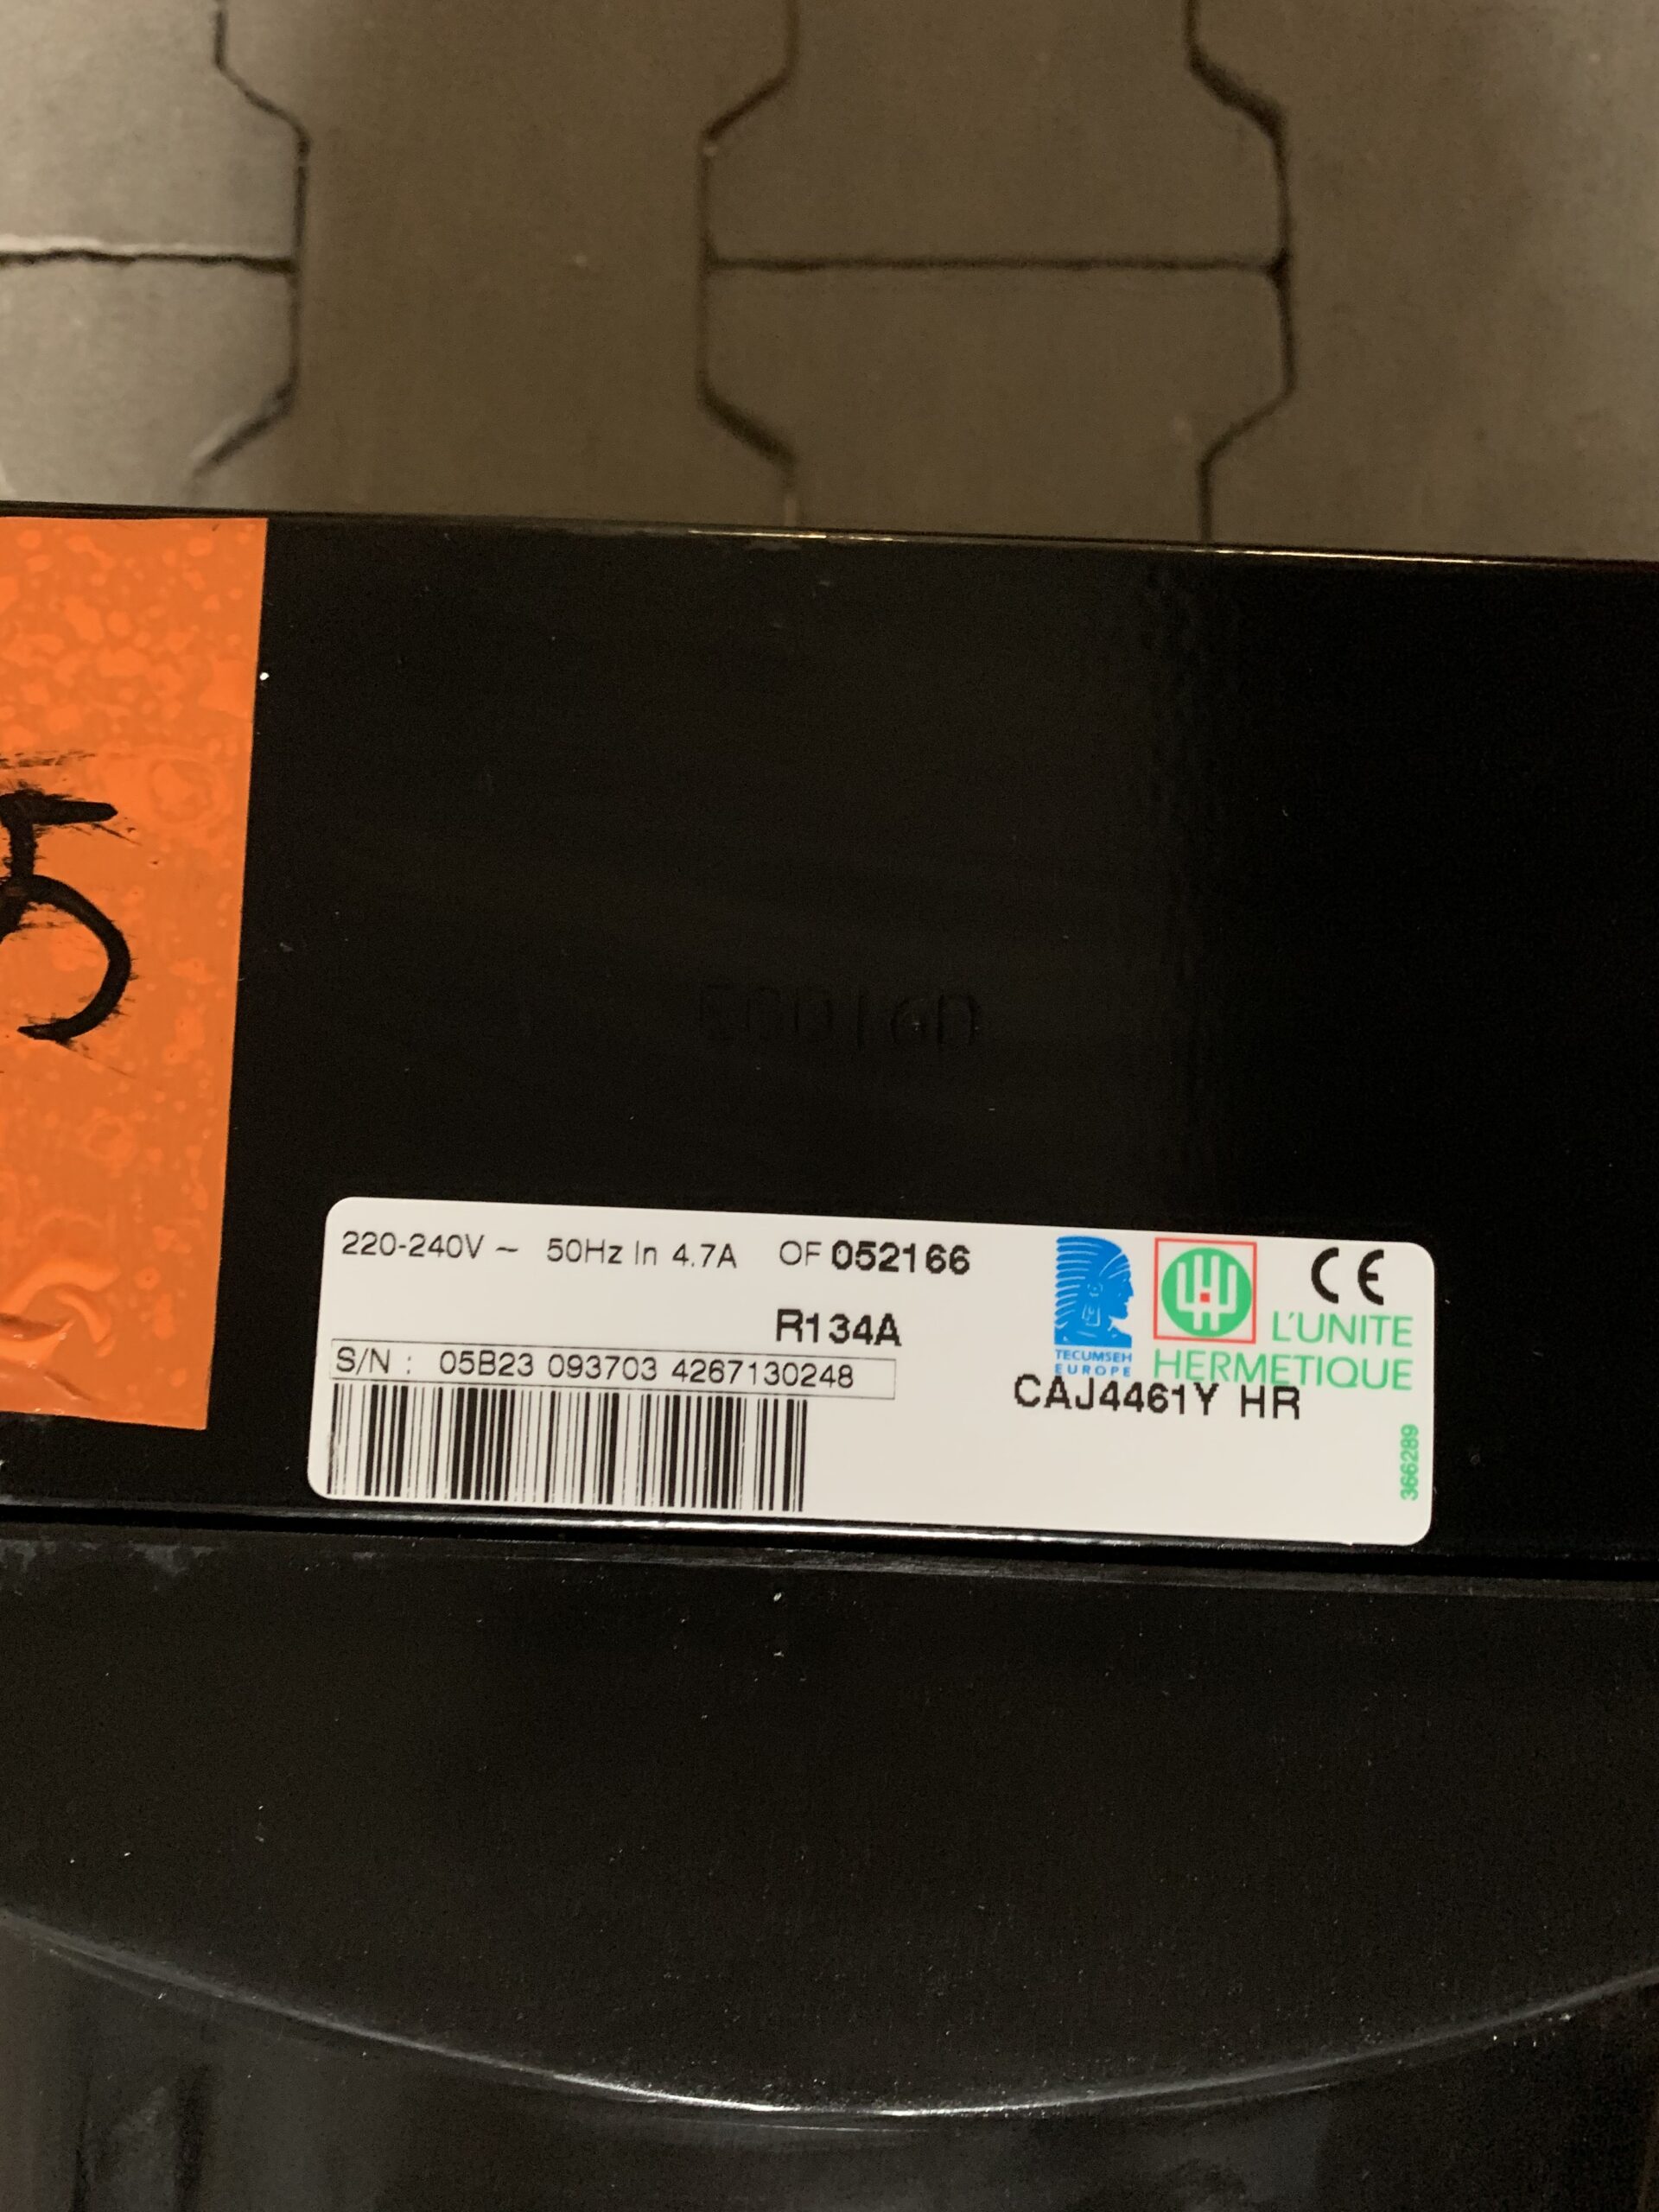 5
220-240V ~ 50Hz In 4.7A OF 052166
R134A
S/N : 05B23 093703 4267130248
TECUMSEH
EUROPE
CE
L'UNITE
HERMETIQUE
CAJ4461Y HR
366289